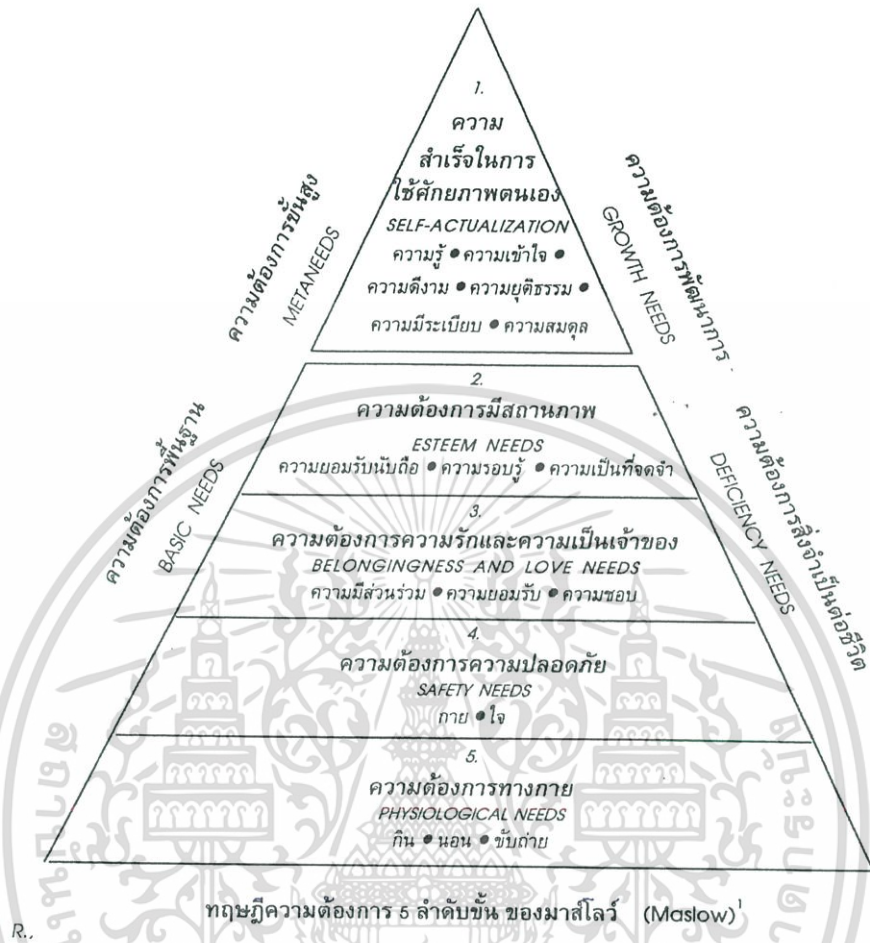 1.
ความ
สำเร็จในการ
ใช้ศักยภาพตนเอง
SELF-ACTUALIZATION
ความรู้ ● ความเข้าใจ ●
ความดีงาม ● ความยุติธรรม ●
ความมีระเบียบ ● ความสมดุล
ความต้องการขั้นสูง
METANEEDS
ความต้องการพัฒนาการ
GROWTH NEEDS
2.
ความต้องการมีสถานภาพ
ESTEEM NEEDS
ความยอมรับนับถือ ● ความรอบรู้ ● ความเป็นที่จดจำ
3.
ความต้องการความรักและความเป็นเจ้าของ
BELONGINGNESS AND LOVE NEEDS
ความมีส่วนร่วม ● ความยอมรับ ● ความชอบ
4.
ความต้องการความปลอดภัย
SAFETY NEEDS
กาย ● ใจ
5.
ความต้องการทางกาย
PHYSIOLOGICAL NEEDS
กิน ● นอน ● ขับถ่าย
ความต้องการพื้นฐาน
BASIC NEEDS
ความต้องการสิ่งจำเป็นต่อชีวิต
DEFICIENCY NEEDS
ทฤษฎีความต้องการ 5 ลำดับขั้น ของมาสโลว์ (Maslow)¹
R.,